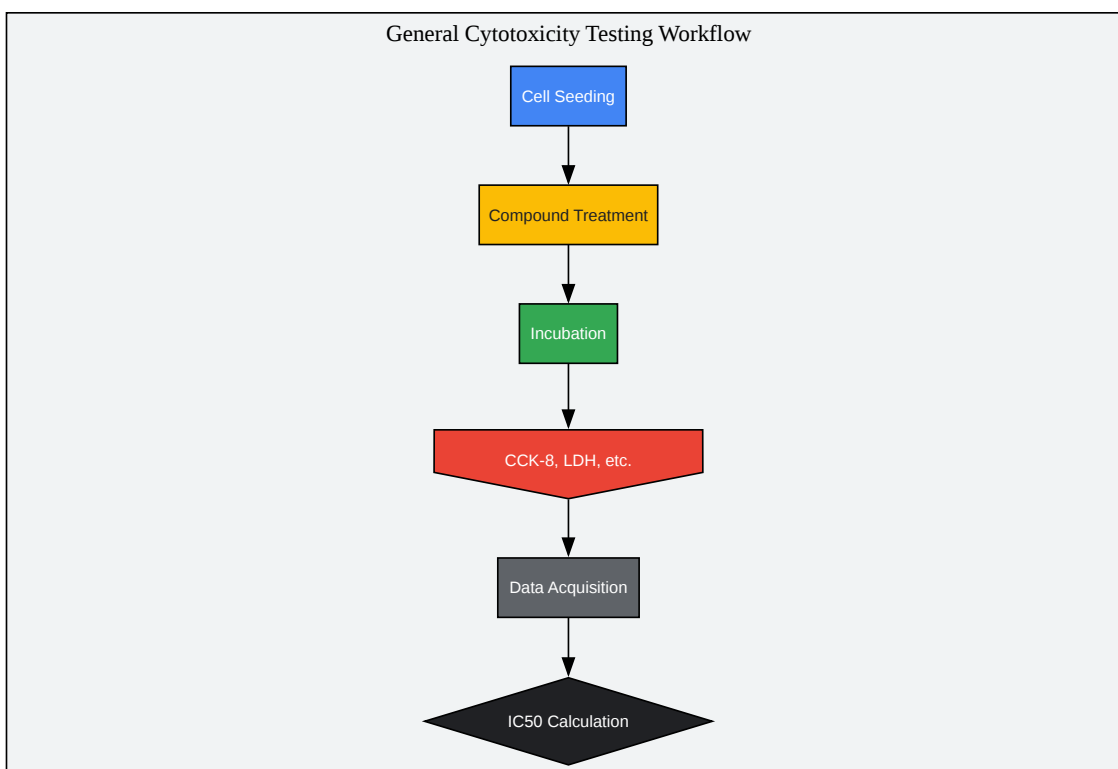 General Cytotoxicity Testing Workflow
Cell Seeding
Compound Treatment
Incubation
CCK-8, LDH, etc.
Data Acquisition
IC50 Calculation